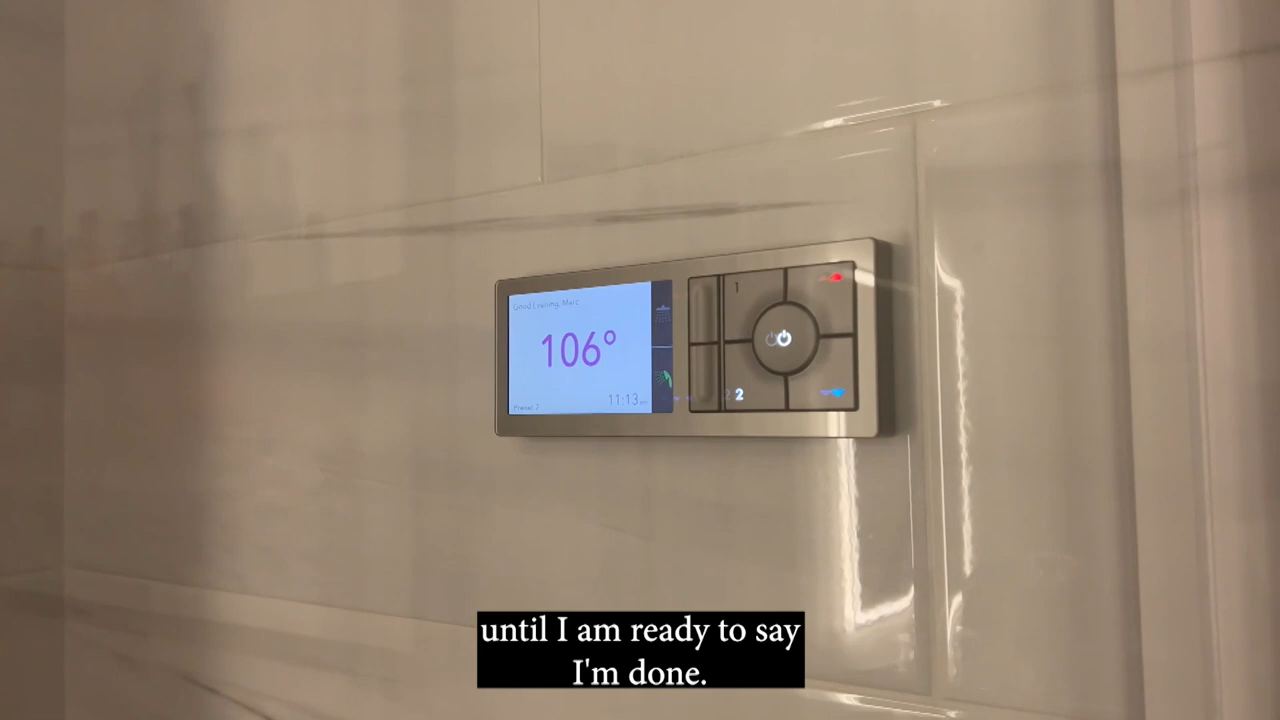 Good Evening, Marc
106°
Preset 2
11:13
1
2
until I am ready to say
I'm done.